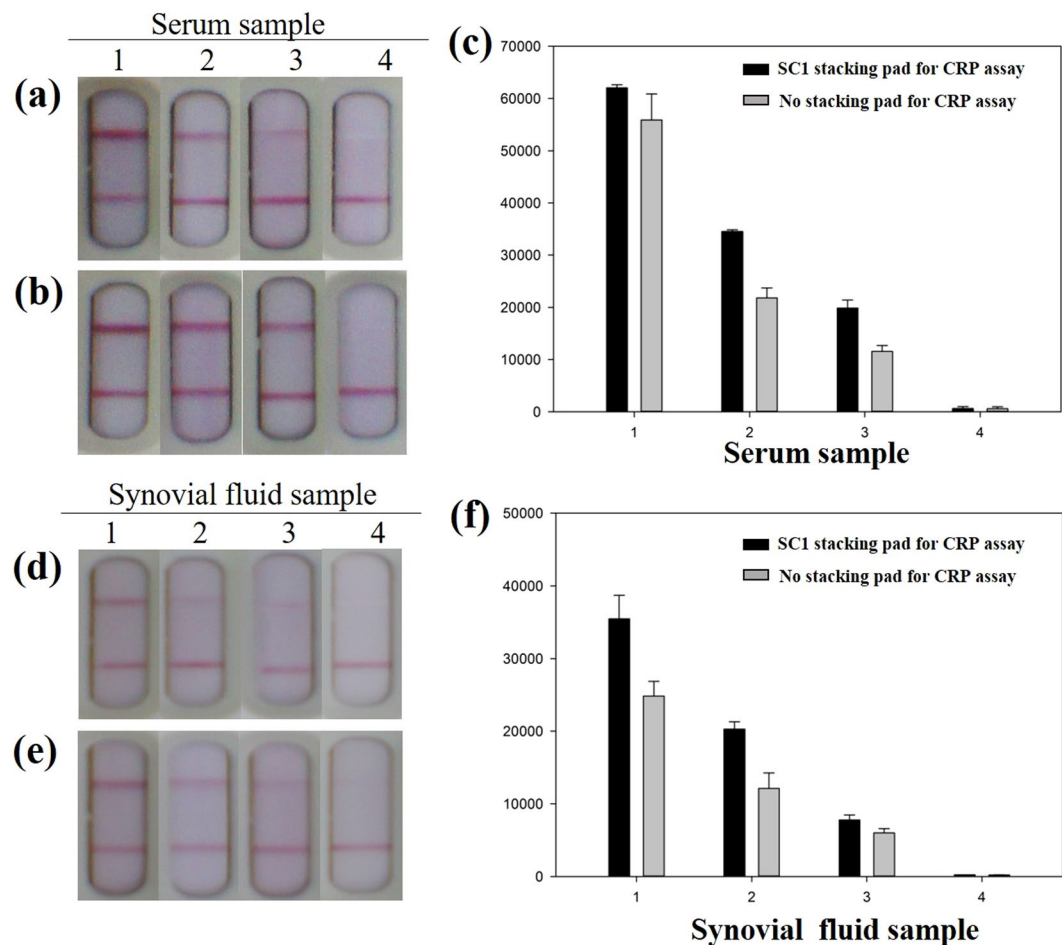 Serum sample
1 2 3 4
(a)
(b)
(c)
70000
60000
50000
40000
30000
20000
10000
0
SC1 stacking pad for CRP assay
No stacking pad for CRP assay
1 2 3 4
Serum sample
Synovial fluid sample
1 2 3 4
(d)
(e)
(f)
50000
40000
30000
20000
10000
0
SC1 stacking pad for CRP assay
No stacking pad for CRP assay
1 2 3 4
Synovial fluid sample